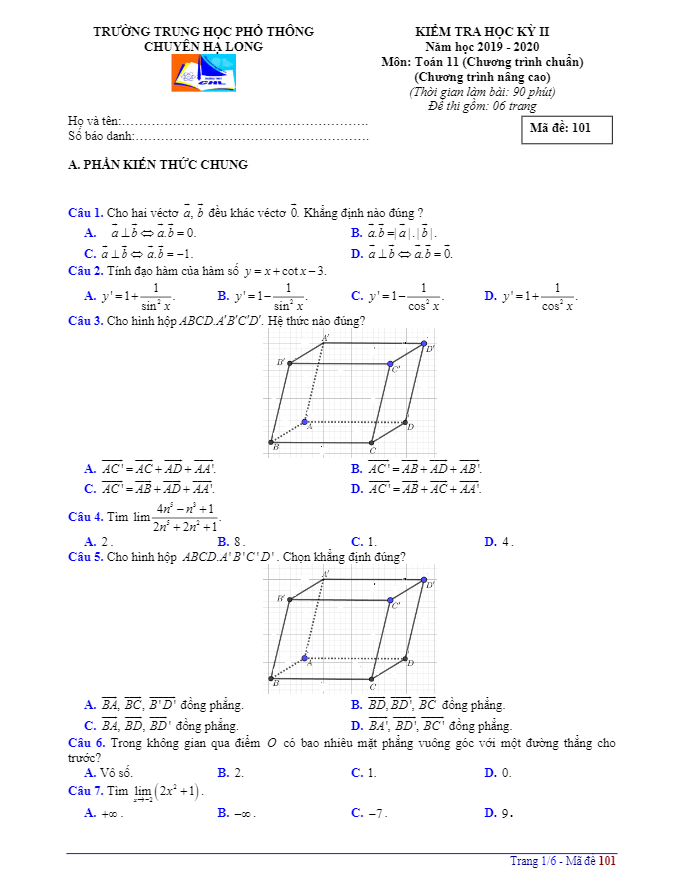 TRƯỜNG TRUNG HỌC PHỔ THÔNG
CHUYÊN HẠ LONG
CHL
KIỂM TRA HỌC KỲ II
Năm học 2019 - 2020
Môn: Toán 11 (Chương trình chuẩn)
(Chương trình nâng cao)
(Thời gian làm bài: 90 phút)
Đề thi gồm: 06 trang
Họ và tên:……………………………………………………………
Số báo danh:…………………………………………………………
Mã đề: 101
A. PHẦN KIẾN THỨC CHUNG
Câu 1. Cho hai véctơ $\vec{a}$, $\vec{b}$ đều khác véctơ $\vec{0}$. Khẳng định nào đúng ?
A. $\vec{a} \perp \vec{b} \Leftrightarrow \vec{a}.\vec{b} = 0$. B. $\vec{a}.\vec{b} = |\vec{a}|.|\vec{b}|$.
C. $\vec{a} \perp \vec{b} \Leftrightarrow \vec{a}.\vec{b} = -1$. D. $\vec{a} \perp \vec{b} \Leftrightarrow \vec{a}.\vec{b} = \vec{0}$.
Câu 2. Tính đạo hàm của hàm số $y = x + \cot x - 3$.
A. $y' = 1 + \frac{1}{\sin^2 x}$. B. $y' = 1 - \frac{1}{\sin^2 x}$. C. $y' = 1 - \frac{1}{\cos^2 x}$. D. $y' = 1 + \frac{1}{\cos^2 x}$.
Câu 3. Cho hình hộp ABCD.A'B'C'D'. Hệ thức nào đúng?
A'
D'
B'
C'
A
D
B
C
A. $\overrightarrow{AC'} = \overrightarrow{AC} + \overrightarrow{AD} + \overrightarrow{AA'}$. B. $\overrightarrow{AC'} = \overrightarrow{AB} + \overrightarrow{AD} + \overrightarrow{AB'}$.
C. $\overrightarrow{AC'} = \overrightarrow{AB} + \overrightarrow{AD} + \overrightarrow{AA'}$. D. $\overrightarrow{AC'} = \overrightarrow{AB} + \overrightarrow{AC} + \overrightarrow{AA'}$.
Câu 4. Tìm $\lim \frac{4n^5 - n^3 + 1}{2n^5 + 2n^2 + 1}$.
A. 2. B. 8. C. 1. D. 4.
Câu 5. Cho hình hộp ABCD.A'B'C'D'. Chọn khẳng định đúng?
A'
D'
B'
C'
A
D
B
C
A. $\overrightarrow{BA}, \overrightarrow{BC}, \overrightarrow{B'D'}$ đồng phẳng. B. $\overrightarrow{BD}, \overrightarrow{BD'}, \overrightarrow{BC}$ đồng phẳng.
C. $\overrightarrow{BA}, \overrightarrow{BD}, \overrightarrow{BD'}$ đồng phẳng. D. $\overrightarrow{BA'}, \overrightarrow{BD'}, \overrightarrow{BC'}$ đồng phẳng.
Câu 6. Trong không gian qua điểm O có bao nhiêu mặt phẳng vuông góc với một đường thẳng cho
trước?
A. Vô số. B. 2. C. 1. D. 0.
Câu 7. Tìm $\lim_{x \to -2} (2x^2 + 1)$.
A. $+\infty$. B. $-\infty$. C. $-7$. D. 9.
Trang 1/6 - Mã đề 101